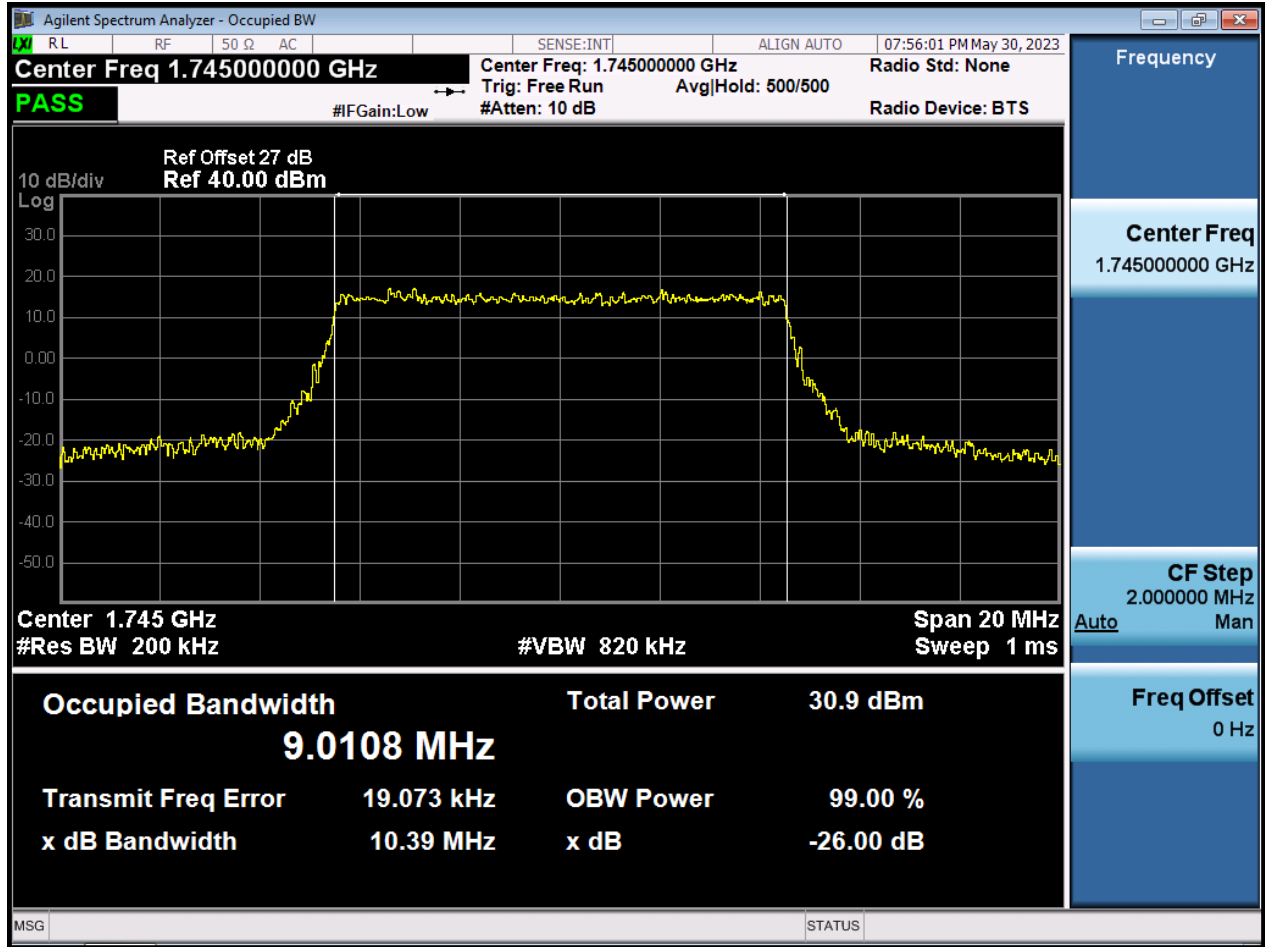 Agilent Spectrum Analyzer - Occupied BW
LXI RL RF 50 Ω AC SENSE:INT ALIGN AUTO 07:56:01 PM May 30, 2023
Center Freq 1.745000000 GHz
Center Freq: 1.745000000 GHz
Radio Std: None
Trig: Free Run Avg|Hold: 500/500
PASS
#IFGain:Low
#Atten: 10 dB
Radio Device: BTS
Ref Offset 27 dB
10 dB/div Ref 40.00 dBm
Log
30.0
20.0
10.0
0.00
-10.0
-20.0
-30.0
-40.0
-50.0
Center 1.745 GHz Span 20 MHz
#Res BW 200 kHz #VBW 820 kHz Sweep 1 ms
Occupied Bandwidth Total Power 30.9 dBm
9.0108 MHz
Transmit Freq Error 19.073 kHz OBW Power 99.00 %
x dB Bandwidth 10.39 MHz x dB -26.00 dB
MSG STATUS
Frequency
Center Freq
1.745000000 GHz
CF Step
2.000000 MHz
Auto Man
Freq Offset
0 Hz